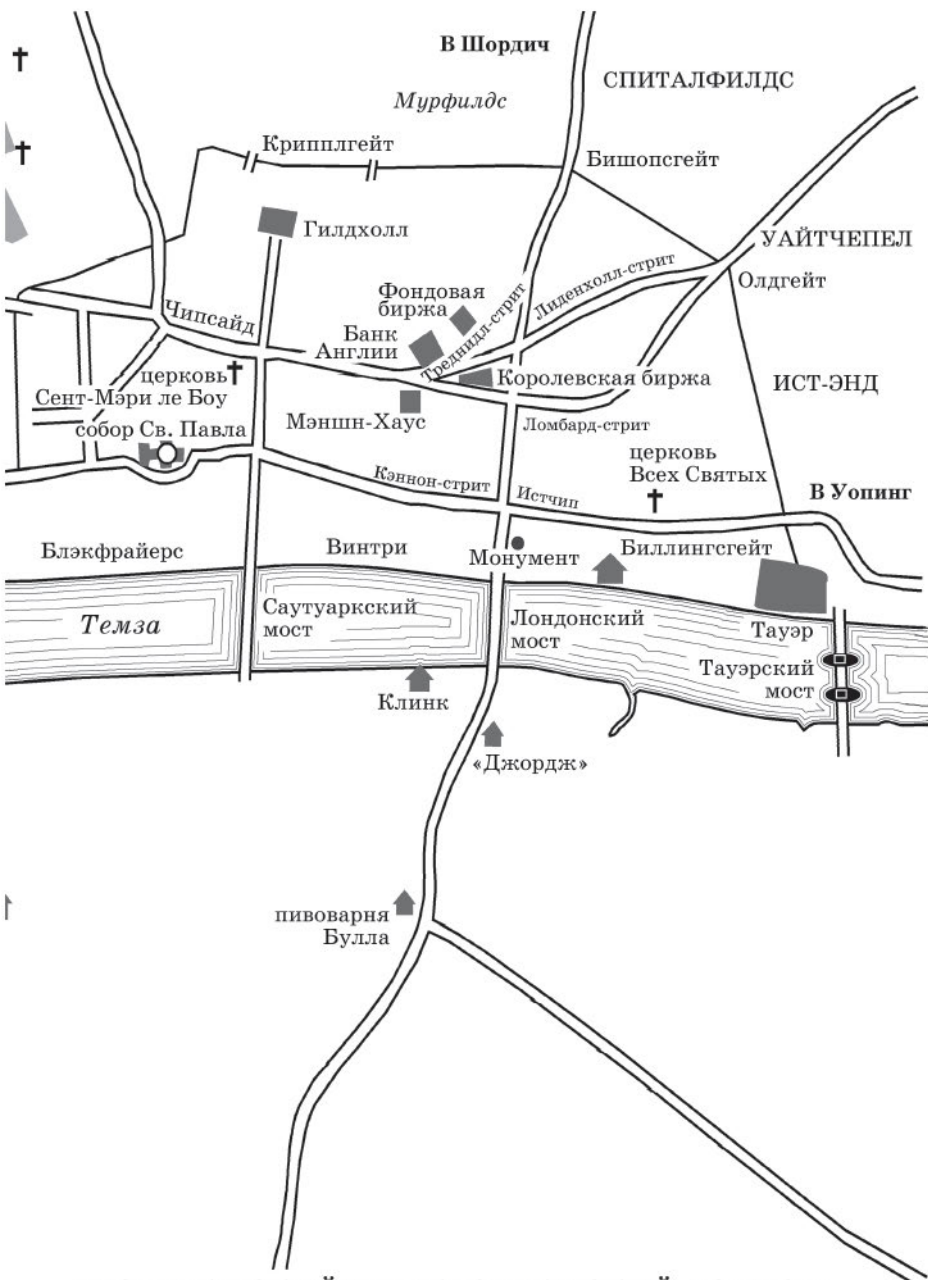 В Шордич
СПИТАЛФИЛДС
Мурфилдс
Крипплгейт
Бишопсгейт
Гилдхолл
УАЙТЧЕПЕЛ
Лиденхолл-стрит
Олдгейт
Фондовая
биржа
Чипсайд
Банк
Англии
Треднидл-стрит
церковь
Сент-Мэри ле Боу
Королевская биржа
ИСТ-ЭНД
собор Св. Павла
Мэншн-Хаус
Ломбард-стрит
церковь
Всех Святых
Кэннон-стрит
Истчип
В Уопинг
Блэкфрайерс
Винтри
Монумент
Биллингсгейт
Темза
Саутуаркский
мост
Лондонский
мост
Тауэр
Тауэрский
мост
Клинк
«Джордж»
пивоварня
Булла